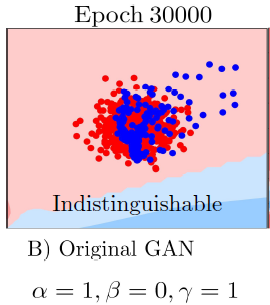 Epoch 30000
Indistinguishable
B) Original GAN
α = 1, β = 0, γ = 1